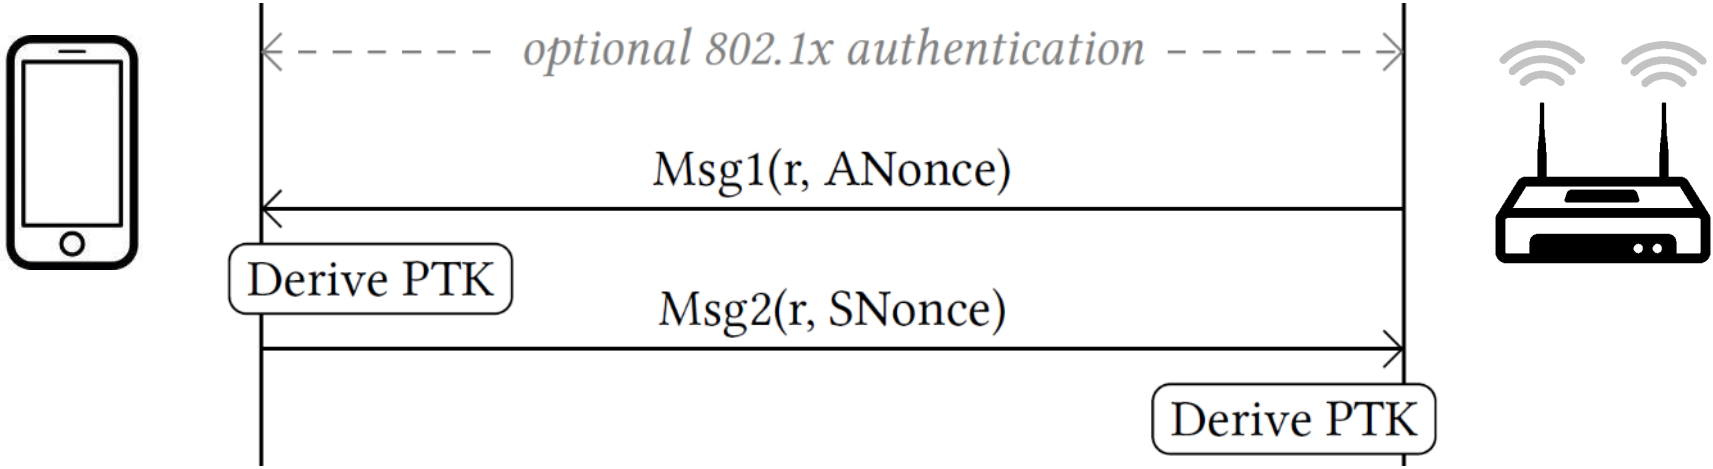 optional 802.1x authentication
Msg1(r, ANonce)
Derive PTK
Msg2(r, SNonce)
Derive PTK